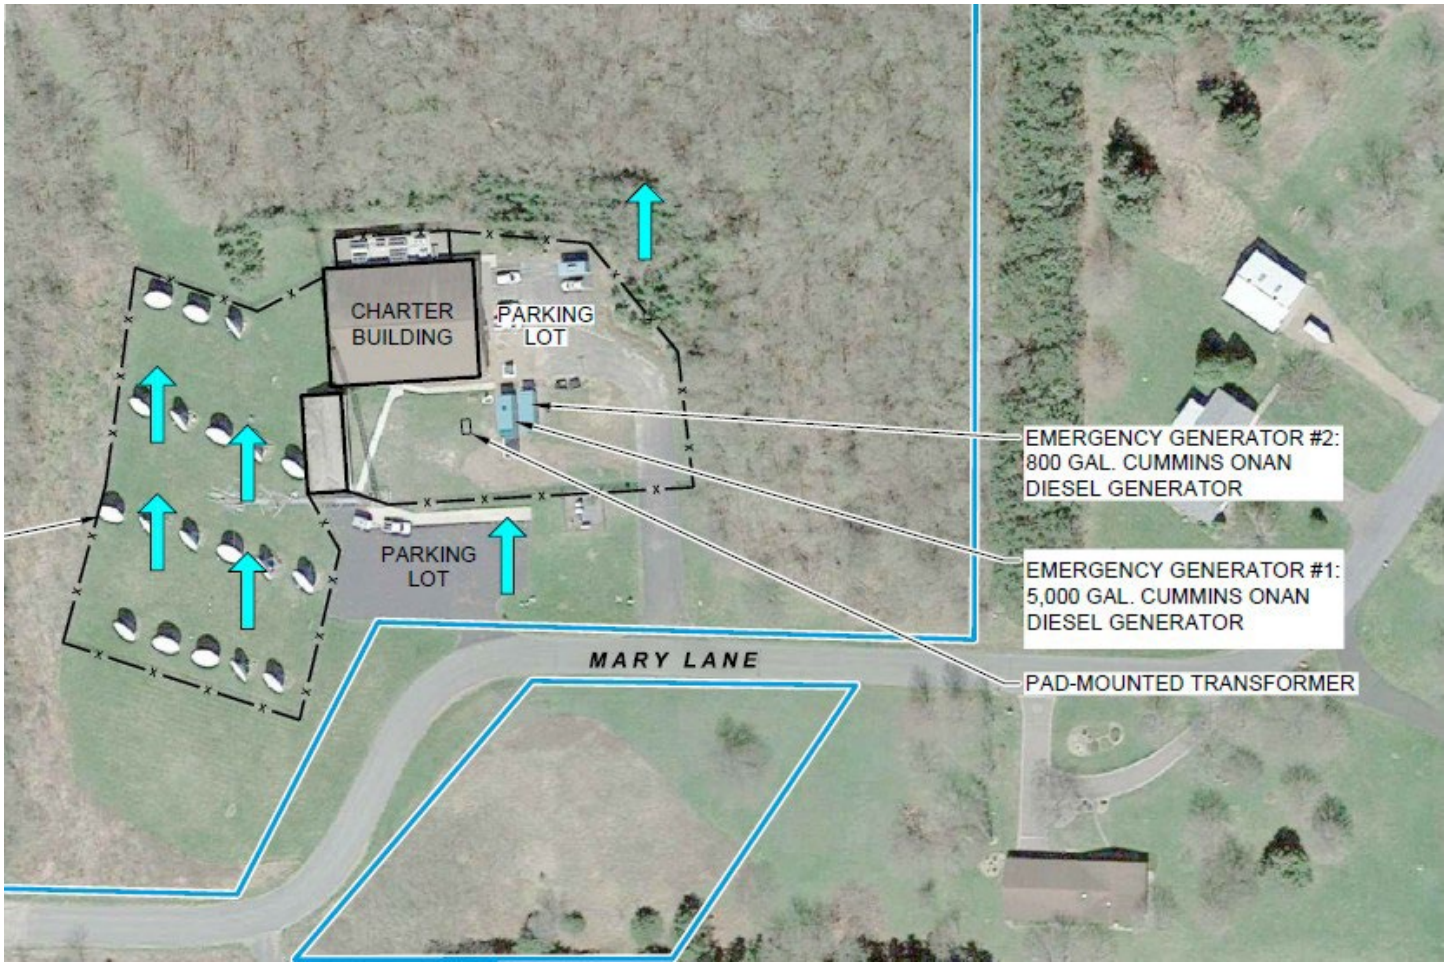 CHARTER
BUILDING
PARKING
LOT
EMERGENCY GENERATOR #2:
800 GAL. CUMMINS ONAN
DIESEL GENERATOR
PARKING
LOT
EMERGENCY GENERATOR #1:
5,000 GAL. CUMMINS ONAN
DIESEL GENERATOR
MARY LANE
PAD-MOUNTED TRANSFORMER